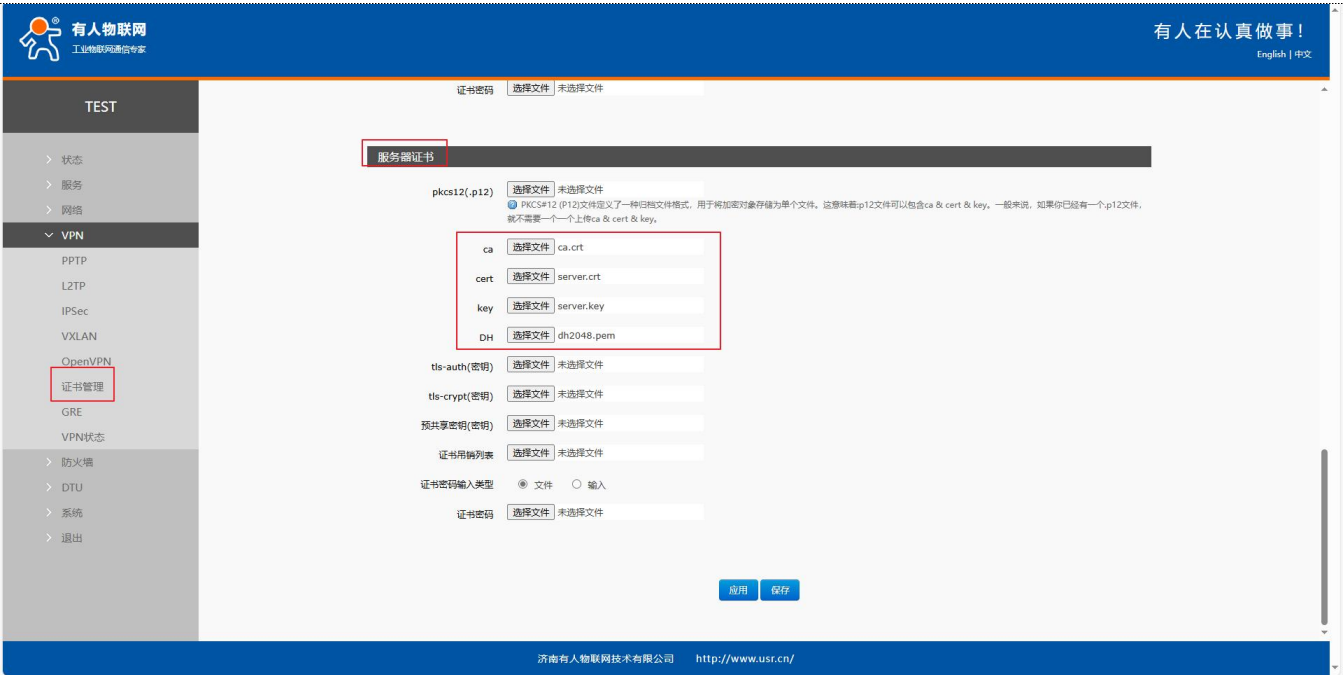 有人物联网
工业物联网通信专家
有人在认真做事!
English | 中文
TEST
状态
服务
网络
VPN
PPTP
L2TP
IPSec
VXLAN
OpenVPN
证书管理
GRE
VPN状态
防火墙
DTU
系统
退出
证书密码 选择文件 未选择文件
服务器证书
pkcs12(.p12) 选择文件 未选择文件
PKCS#12 (P12)文件定义了一种归档文件格式，用于将加密对象存储为单个文件。这意味着:p12文件可以包含ca & cert & key。一般来说，如果你已经有一个.p12文件，
就不需要一个一个上传ca & cert & key。
ca 选择文件 ca.crt
cert 选择文件 server.crt
key 选择文件 server.key
DH 选择文件 dh2048.pem
tls-auth(密钥) 选择文件 未选择文件
tls-crypt(密钥) 选择文件 未选择文件
预共享密钥(密钥) 选择文件 未选择文件
证书吊销列表 选择文件 未选择文件
证书密码输入类型 文件 输入
证书密码 选择文件 未选择文件
应用 保存
济南有人物联网技术有限公司 http://www.usr.cn/